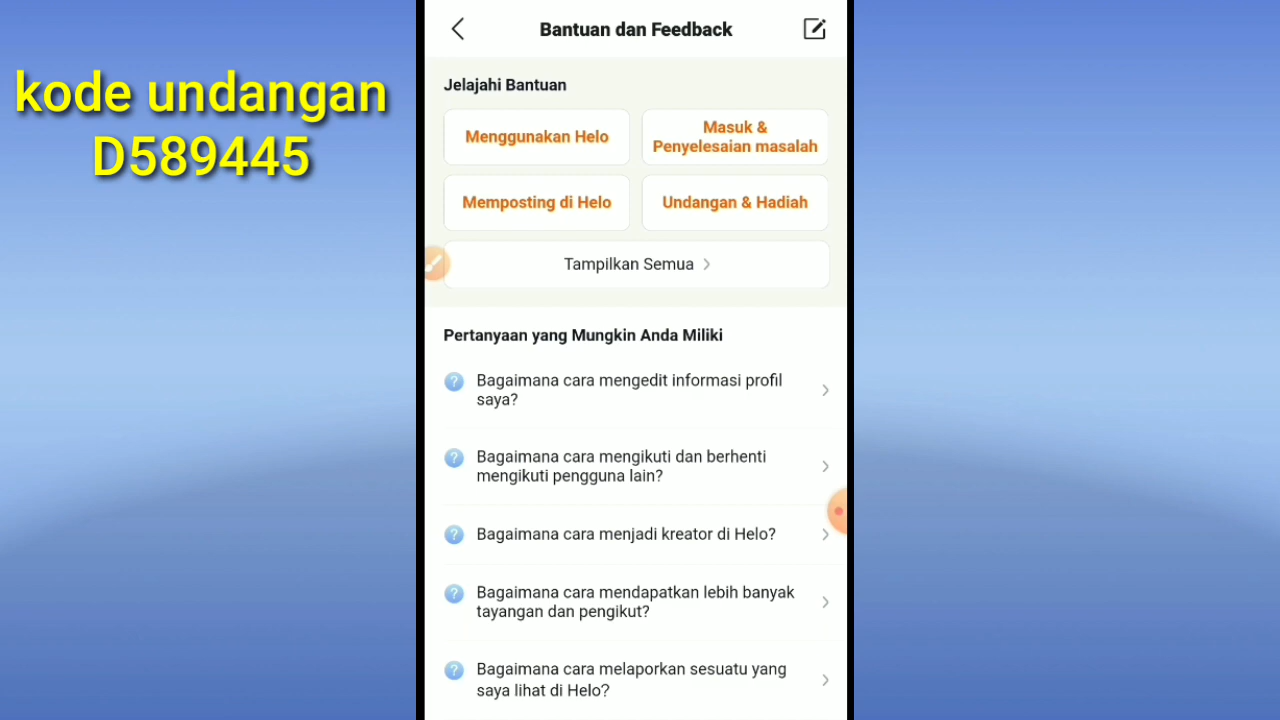 kode undangan
D589445
Bantuan dan Feedback
Jelajahi Bantuan
Menggunakan Helo
Masuk &
Penyelesaian masalah
Memposting di Helo
Undangan & Hadiah
Tampilkan Semua
Pertanyaan yang Mungkin Anda Miliki
Bagaimana cara mengedit informasi profil
saya?
Bagaimana cara mengikuti dan berhenti
mengikuti pengguna lain?
Bagaimana cara menjadi kreator di Helo?
Bagaimana cara mendapatkan lebih banyak
tayangan dan pengikut?
Bagaimana cara melaporkan sesuatu yang
saya lihat di Helo?